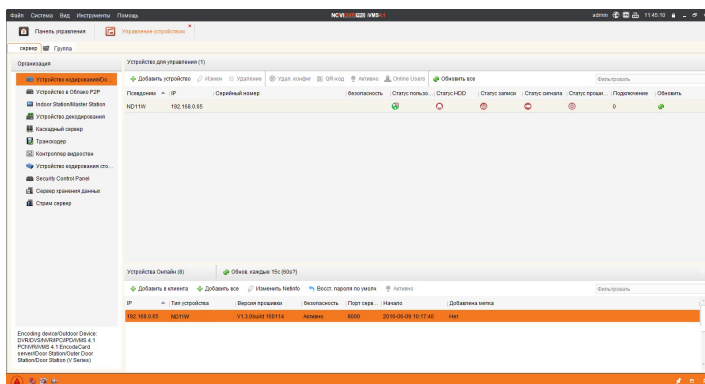 Файл Система Вид Инструменты Помощь
admin 11:45:10
Панель управления Управление устройствами
сервер Группа
Организация
Устройство для управления (1)
Устройство кодирования/Do...
Устройство в Облако P2P
Indoor Station/Master Station
Устройство декодирования
Каскадный сервер
Транскодер
Контроллер видеостен
Устройство кодирования сто...
Security Control Panel
Сервер хранения данных
Стрим сервер
Добавить устройство Измен Удаление Удал. конфиг QR-код Активно Online Users Обновить все Фильтровать
Псевдоним IP Серийный номер безопасность Статус пользо... Статус HDD Статус записи Статус сигнала Статус проши... Подключение Обновить
ND11W 192.168.0.65 0
Устройства Онлайн (8) Обнов. каждые 15с (60s?)
Добавить в клиента Добавить все Изменить Netinfo Восст. пароля по умолч Активно Фильтровать
IP Тип устройства Версия прошивки безопасность Порт серв... Начало Добавлена метка
192.168.0.65 ND11W V1.3.0build 160114 Активно 8000 2016-06-09 10:17:40 Нет
Encoding device/Outdoor Device:
DVR/DVS/NVR/IPC/IPD/iVMS 4.1
PCNVR/iVMS 4.1 EncodeCard
server/Door Station/Outer Door
Station/Door Station (V Series)